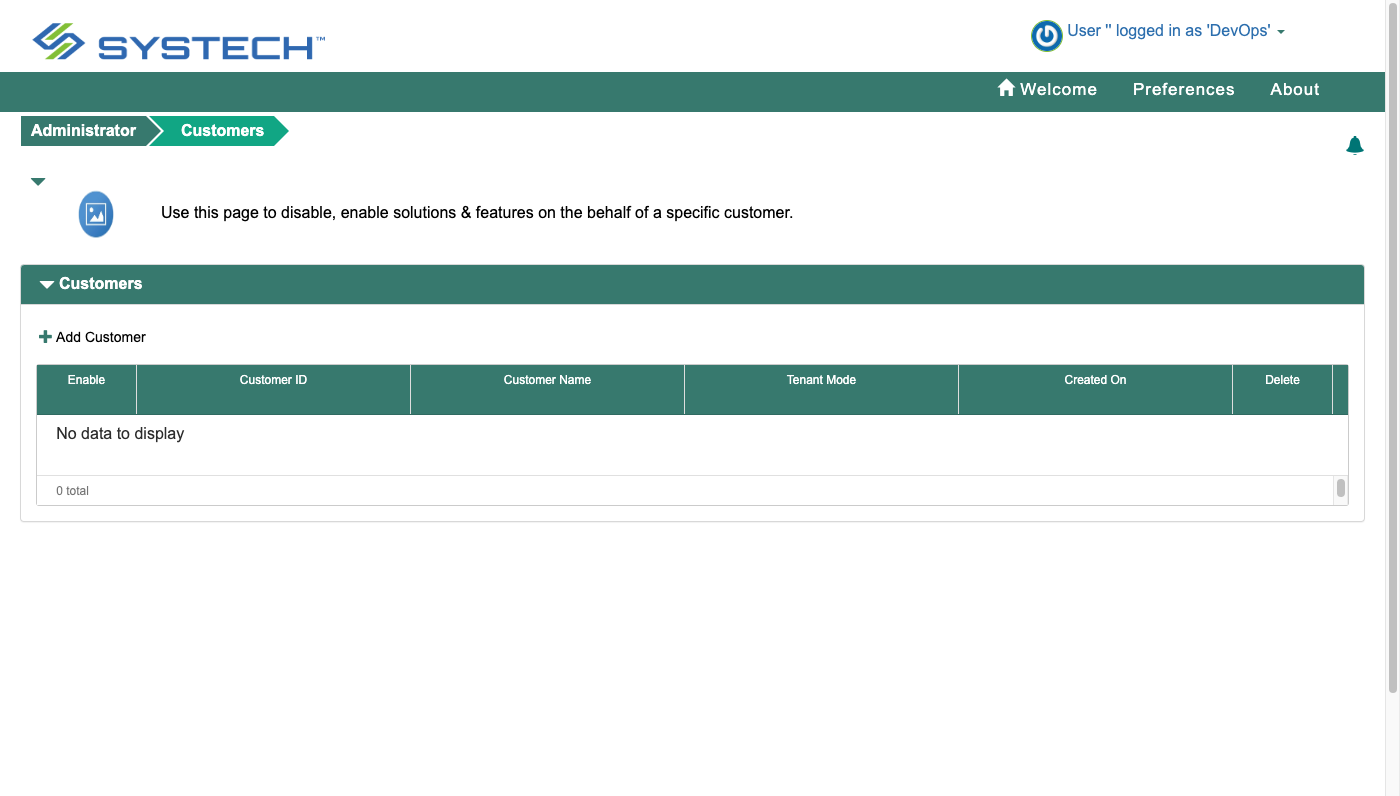 SYSTECH™
User '' logged in as 'DevOps'
Welcome Preferences About
Administrator Customers
Use this page to disable, enable solutions & features on the behalf of a specific customer.
Customers
Add Customer
Enable Customer ID Customer Name Tenant Mode Created On Delete
No data to display
0 total